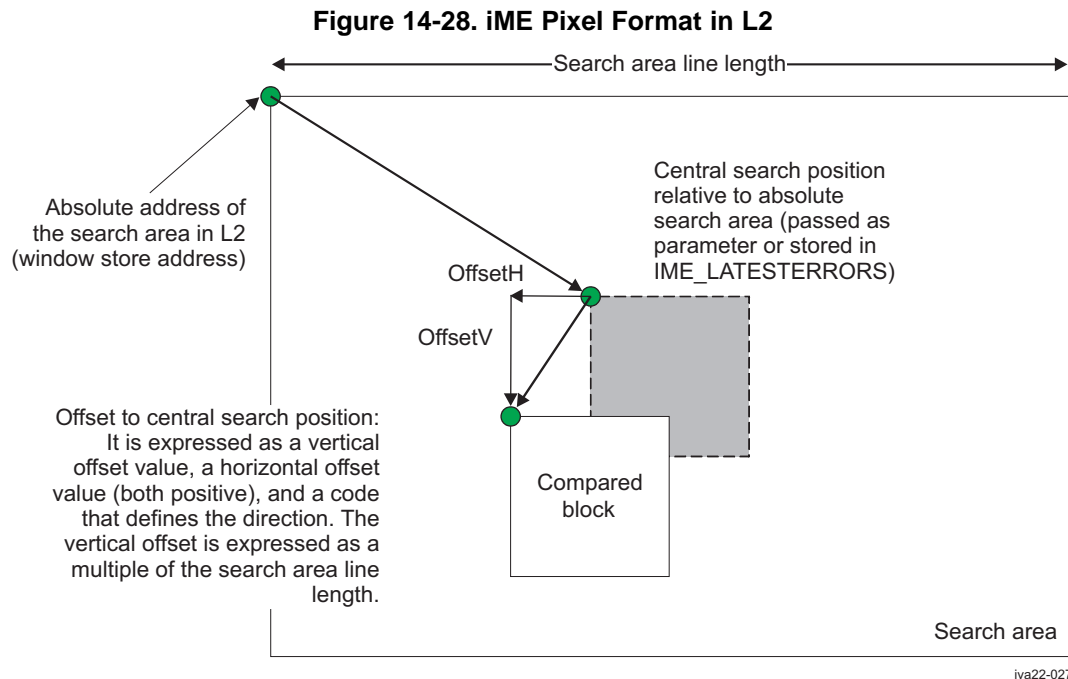 Figure 14-28. iME Pixel Format in L2
Search area line length
Absolute address of
the search area in L2
(window store address)
Central search position
relative to absolute
search area (passed as
parameter or stored in
IME_LATESTERRORS)
OffsetH
OffsetV
Offset to central search position:
It is expressed as a vertical
offset value, a horizontal offset
value (both positive), and a code
that defines the direction. The
vertical offset is expressed as a
multiple of the search area line
length.
Compared
block
Search area
iva22-027